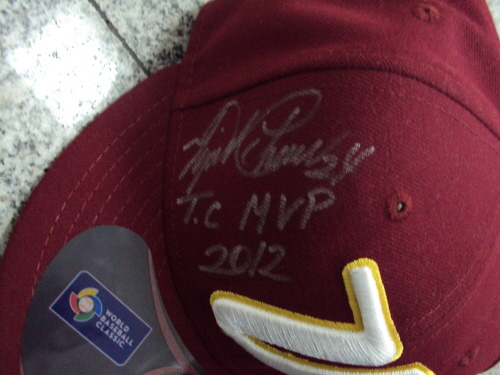 T.C MVP
2012
WORLD
BASEBALL
CLASSIC